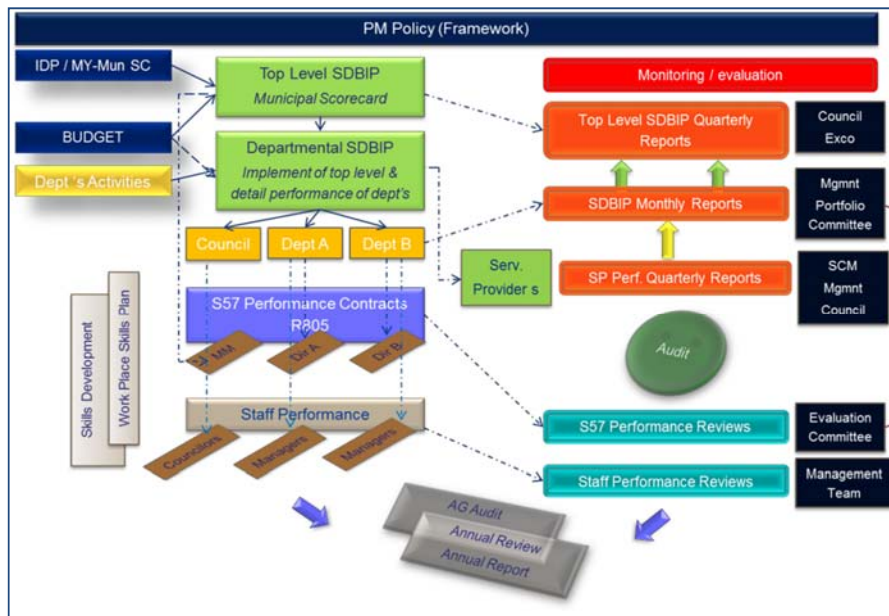 PM Policy (Framework)
IDP / MY-Mun SC
BUDGET
Dept 's Activities
Top Level SDBIP
Municipal Scorecard
Departmental SDBIP
Implement of top level &
detail performance of dept's
Council
Dept A
Dept B
Serv.
Provider s
S57 Performance Contracts
R805
MM
Dir A
Dir B
Staff Performance
Councilors
Managers
Managers
Skills Development
Work Place Skills Plan
Monitoring / evaluation
Top Level SDBIP Quarterly
Reports
Council
Exco
SDBIP Monthly Reports
Mgmnt
Portfolio
Committee
SP Perf. Quarterly Reports
SCM
Mgmnt
Council
Audit
S57 Performance Reviews
Evaluation
Committee
Staff Performance Reviews
Management
Team
AG Audit
Annual Review
Annual Report